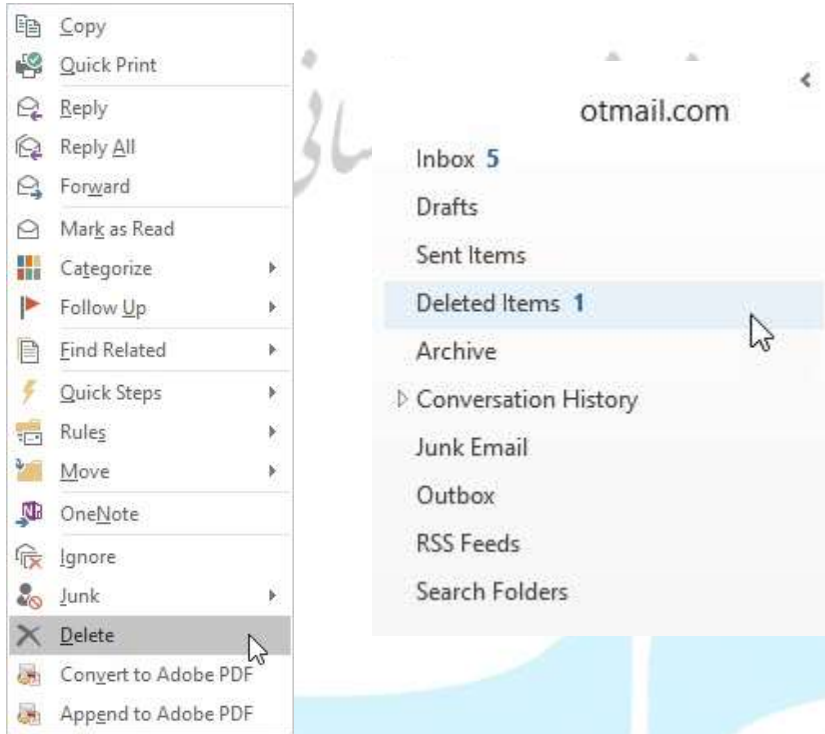 Copy
Quick Print
Reply
Reply All
Forward
Mark as Read
Categorize
Follow Up
Find Related
Quick Steps
Rules
Move
OneNote
Ignore
Junk
Delete
Convert to Adobe PDF
Append to Adobe PDF
otmail.com
Inbox 5
Drafts
Sent Items
Deleted Items 1
Archive
Conversation History
Junk Email
Outbox
RSS Feeds
Search Folders